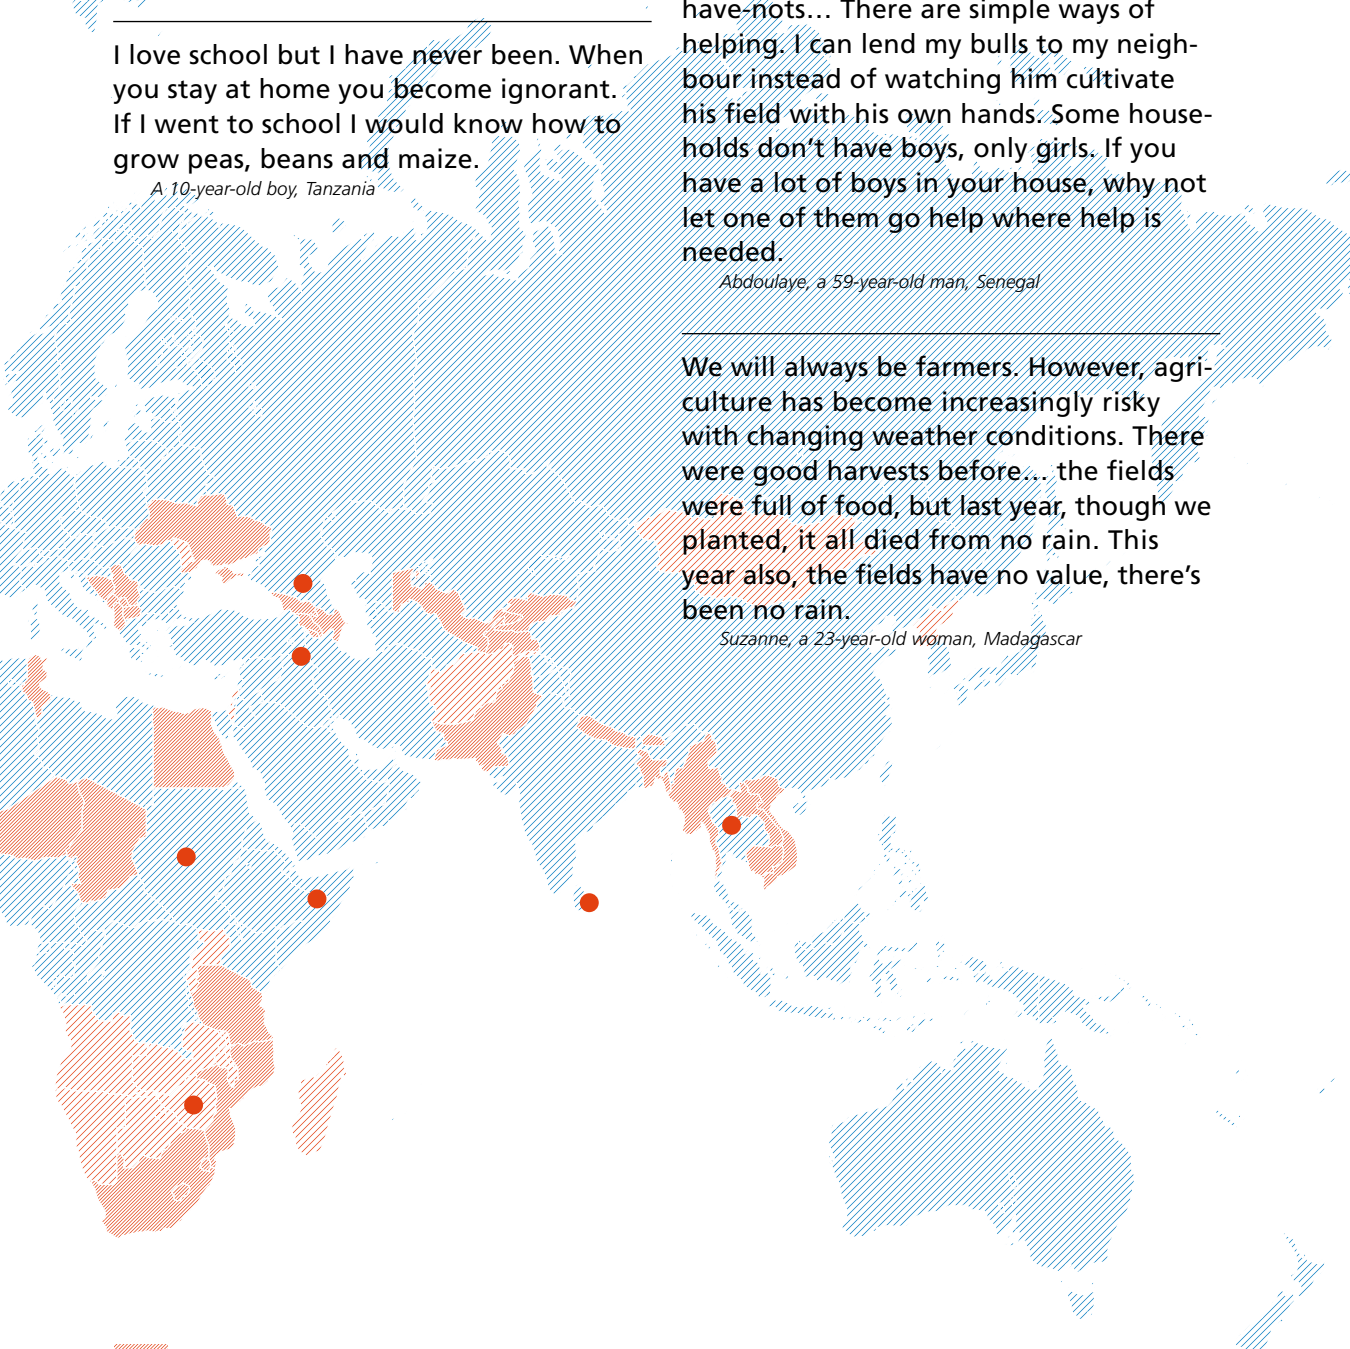 I love school but I have never been. When
you stay at home you become ignorant.
If I went to school I would know how to
grow peas, beans and maize.
A 10-year-old boy, Tanzania
have-nots… There are simple ways of
helping. I can lend my bulls to my neigh-
bour instead of watching him cultivate
his field with his own hands. Some house-
holds don’t have boys, only girls. If you
have a lot of boys in your house, why not
let one of them go help where help is
needed.
Abdoulaye, a 59-year-old man, Senegal
We will always be farmers. However, agri-
culture has become increasingly risky
with changing weather conditions. There
were good harvests before… the fields
were full of food, but last year, though we
planted, it all died from no rain. This
year also, the fields have no value, there’s
been no rain.
Suzanne, a 23-year-old woman, Madagascar